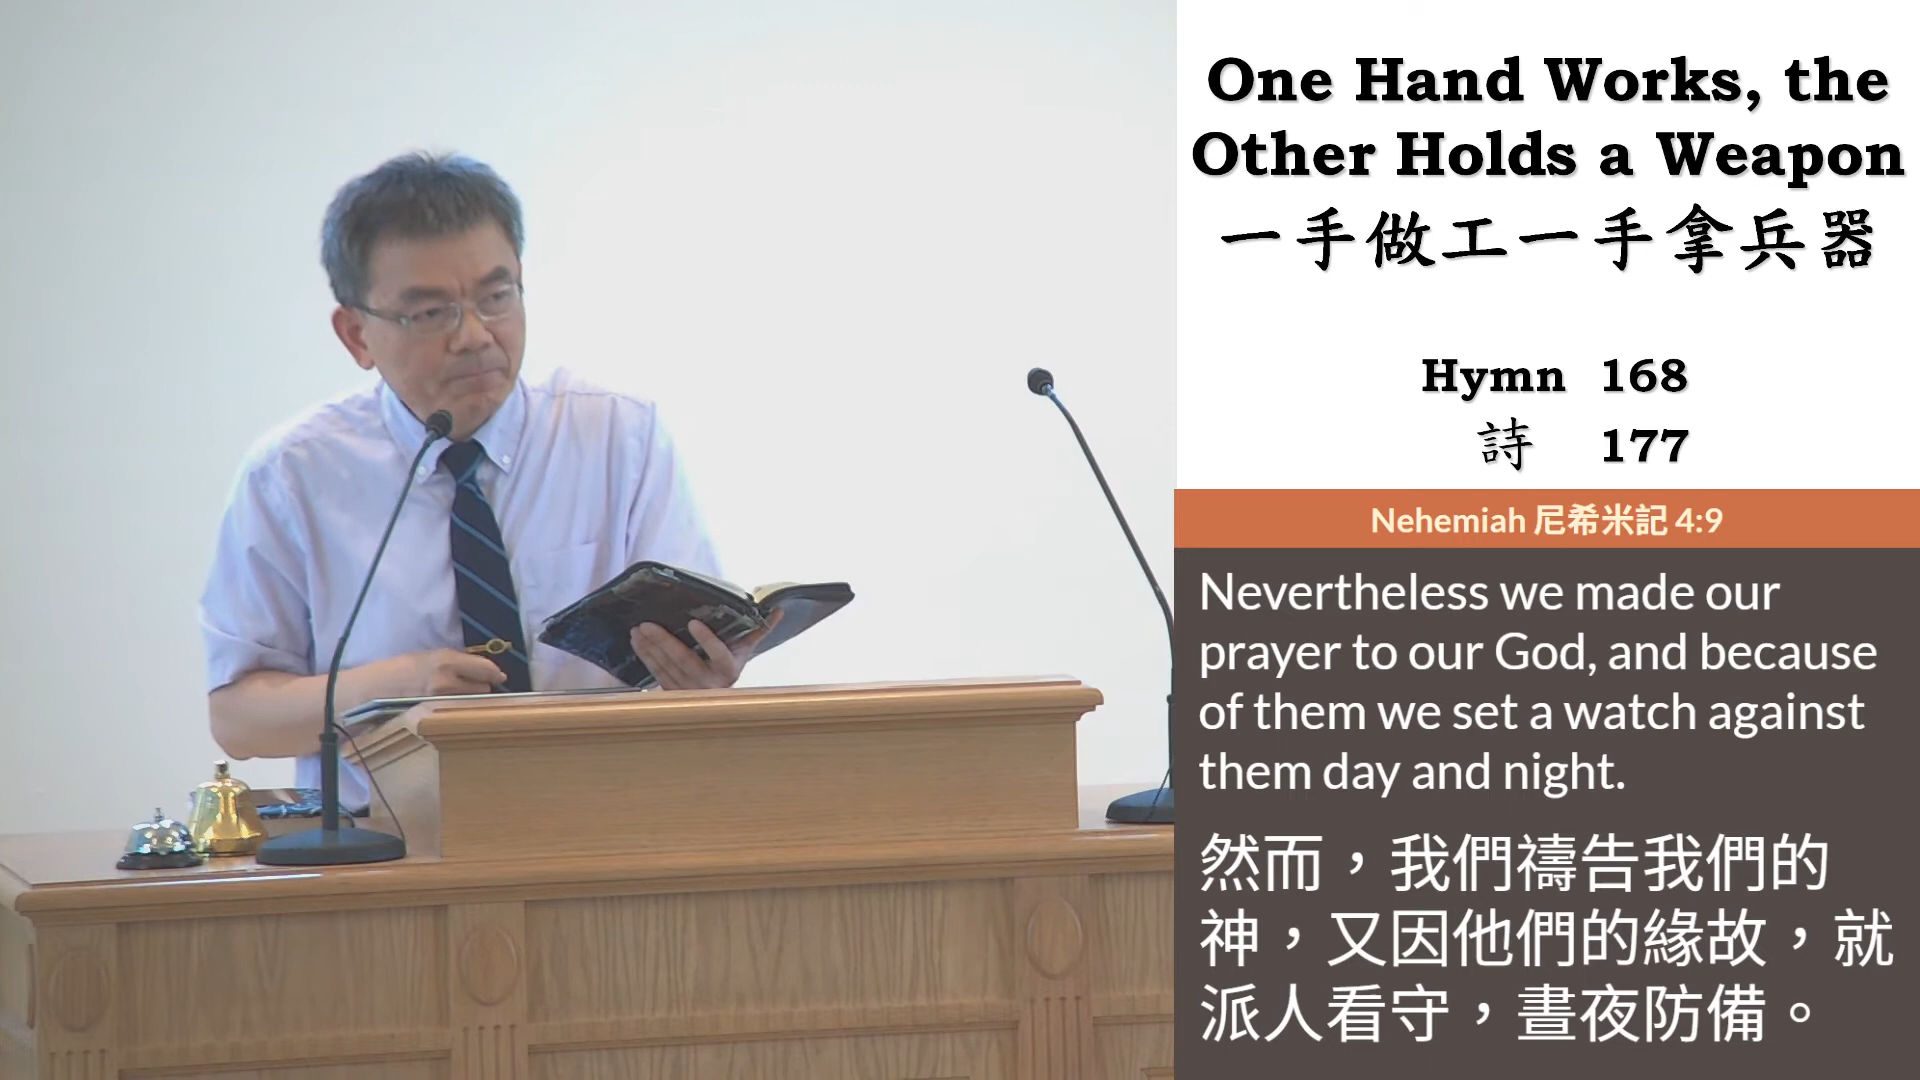 One Hand Works, the
Other Holds a Weapon
一手做工一手拿兵器
Hymn 168
詩 177
Nehemiah 尼希米記 4:9
Nevertheless we made our
prayer to our God, and because
of them we set a watch against
them day and night.
然而，我們禱告我們的
神，又因他們的緣故，就
派人看守，晝夜防備。